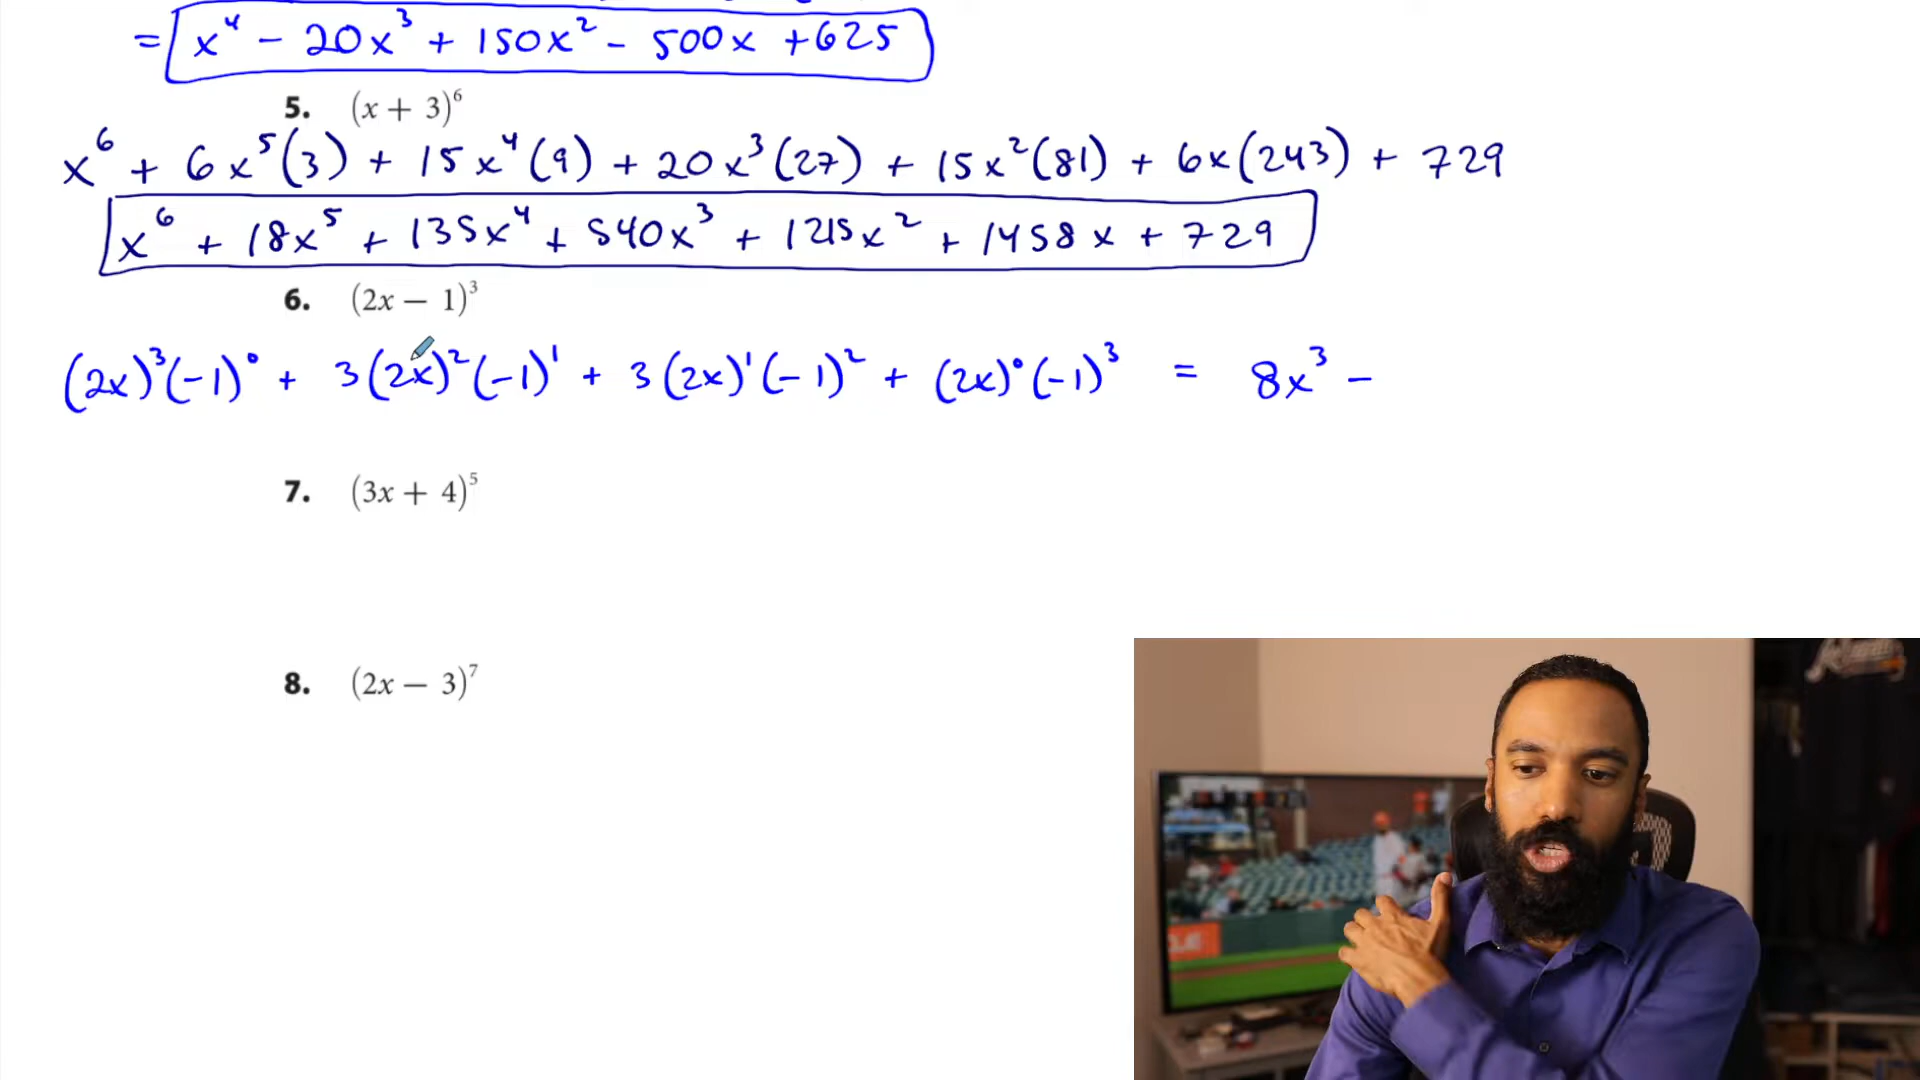 = x⁴ - 20x³ + 150x² - 500x + 625
5. (x + 3)⁶
x⁶ + 6x⁵(3) + 15x⁴(9) + 20x³(27) + 15x²(81) + 6x(243) + 729
x⁶ + 18x⁵ + 135x⁴ + 540x³ + 1215x² + 1458x + 729
6. (2x − 1)³
(2x)³(-1)⁰ + 3(2x)²(-1)¹ + 3(2x)¹(-1)² + (2x)⁰(-1)³ = 8x³ -
7. (3x + 4)⁵
8. (2x − 3)⁷